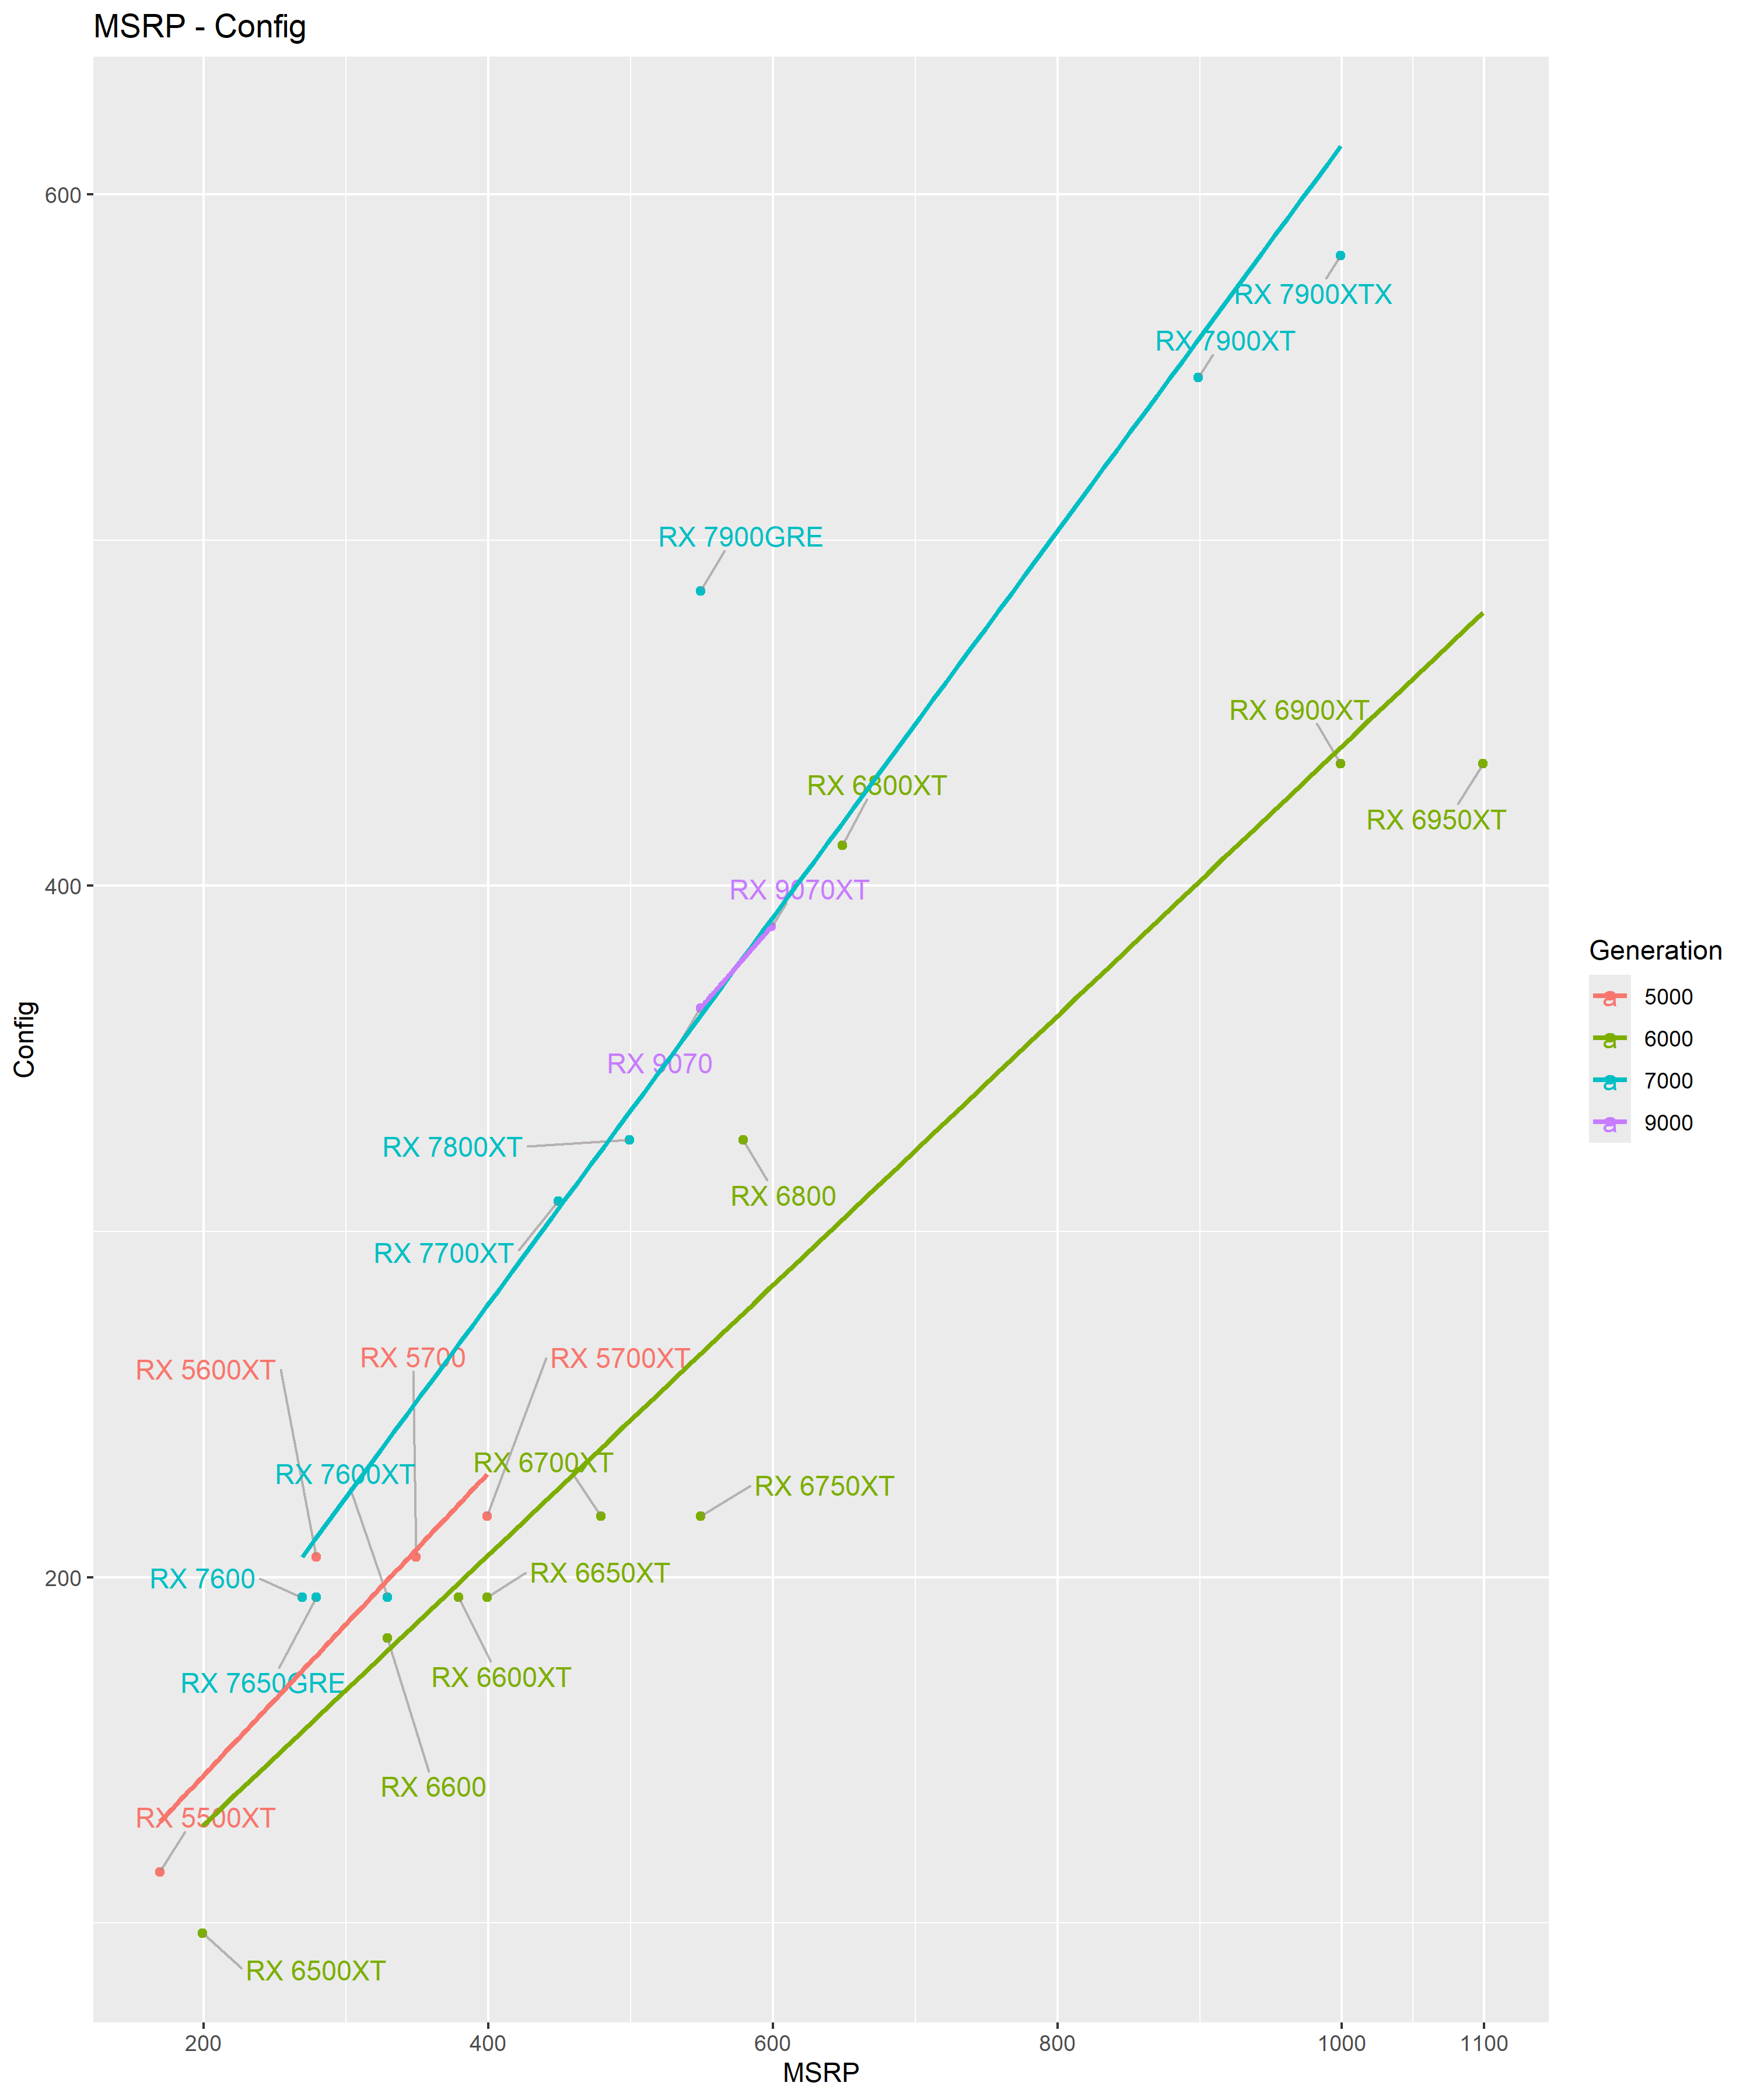 MSRP - Config
600
RX 7900XTX
RX 7900XT
RX 7900GRE
RX 6900XT
RX 6800XT
RX 6950XT
400
RX 9070XT
RX 9070
RX 7800XT
RX 6800
RX 7700XT
RX 5600XT
RX 5700
RX 5700XT
RX 7600XT
RX 6700XT
RX 6750XT
200
RX 7600
RX 6650XT
RX 7650GRE
RX 6600XT
RX 6600
RX 5500XT
RX 6500XT
200
400
600
800
1000
1100
MSRP
Config
Generation
a 5000
a 6000
a 7000
a 9000